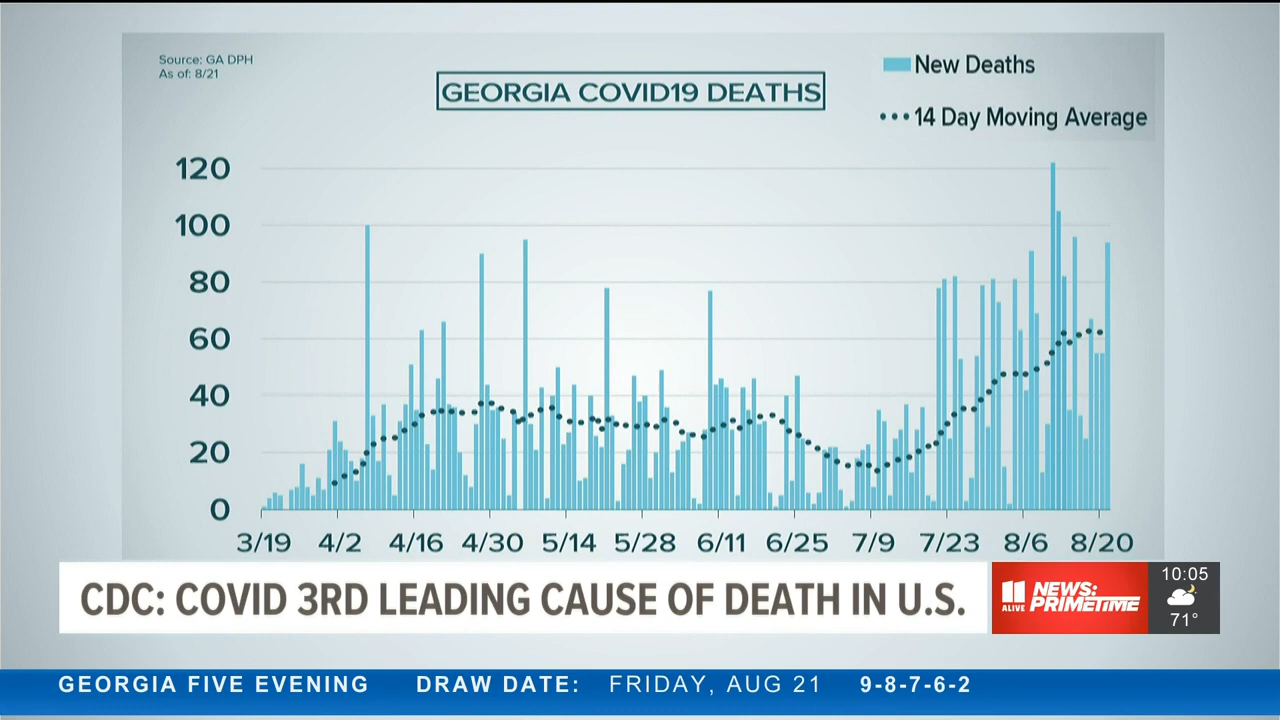 Source: GA DPH
As of: 8/21
GEORGIA COVID19 DEATHS
New Deaths
14 Day Moving Average
120
100
80
60
40
20
0
3/19 4/2 4/16 4/30 5/14 5/28 6/11 6/25 7/9 7/23 8/6 8/20
CDC: COVID 3RD LEADING CAUSE OF DEATH IN U.S.
11 ALIVE NEWS: PRIMETIME
10:05
71°
GEORGIA FIVE EVENING DRAW DATE: FRIDAY, AUG 21 9-8-7-6-2